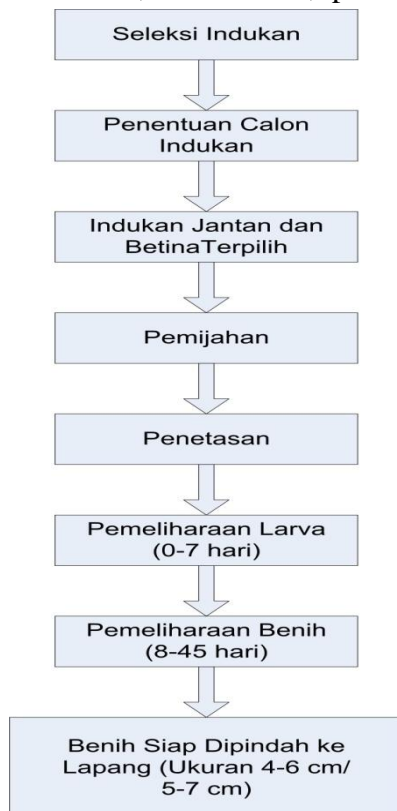 Seleksi Indukan
Penentuan Calon
Indukan
Indukan Jantan dan
BetinaTerpilih
Pemijahan
Penetasan
Pemeliharaan Larva
(0-7 hari)
Pemeliharaan Benih
(8-45 hari)
Benih Siap Dipindah ke
Lapang (Ukuran 4-6 cm/
5-7 cm)